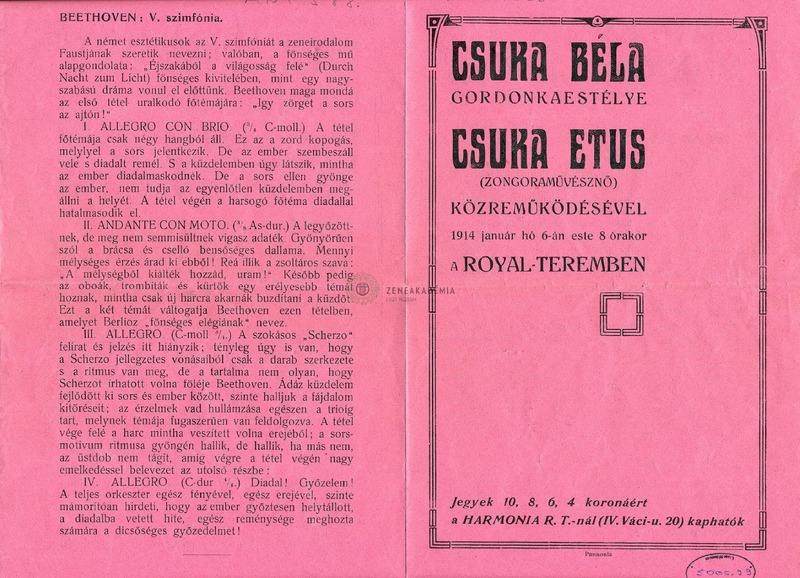 BEETHOVEN: V. szimfónia.
A német esztétikusok az V. szimfóniát a zeneirodalom
Faustjának szeretik nevezni; valóban, a fönséges mű
alapgondolata: „Éjszakából a világosság felé“ (Durch
Nacht zum Licht) fönséges kivitelében, mint egy nagy-
szabású dráma vonul el előttünk. Beethoven maga mondá
az első tétel uralkodó főtémájára: „Igy zörget a sors
az ajtón!“
I. ALLEGRO CON BRIO. C-moll.) A tétel
főtémája csak négy hangból áll. Ez az a zord kopogás,
melylyel a sors jelentkezik. De az ember szembeszáll
vele s diadalt remél. S a küzdelemben úgy látszik, mintha
az ember diadalmaskodnék. De a sors ellen gyönge
az ember, nem tudja az egyenlőtlen küzdelemben meg-
állni a helyét. A tétel végén a harsogó főtéma diadallal
hatalmasodik el.
II. ANDANTE CON MOTO. As-dur.) A legyőzött-
nek, de meg nem semmisültnek vigasz adaték. Gyönyörűen
szól a brácsa és cselló bensőséges dallama. Mennyi
mélységes érzés árad ki ebből! Reá illik a zsoltáros szava:
„A mélységből kiálték hozzád, uram!“ Később pedig
az oboák, trombiták és kürtök egy erélyesebb témát
hoznak, mintha csak új harcra akarnák buzdítani a küzdőt
Ezt a két témát váltogatja Beethoven ezen tételben,
amelyet Berlioz „fönséges elégiának“ nevez.
III. ALLEGRO (C-moll A szokásos „Scherzo“
felirat és jelzés itt hiányzik; tényleg úgy is van, hogy
a Scherzo jellegzetes vonásaiból csak a darab szerkezete
s a ritmus van meg, de a tartalma nem olyan, hogy
Scherzot írhatott volna föléje Beethoven. Ádáz küzdelem
fejlődött ki sors és ember között, szinte halljuk a fájdalom
kitöréseit; az érzelmek vad hullámzása egészen a trioig
tart, melynek témája fugaszerűen van feldolgozva. A tétel
vége felé a harc mintha veszített volna erejéből; a sors-
motivum ritmusa gyöngén hallik, de hallik, ha más nem,
az üstdob nem tágít, amíg végre a tétel végén nagy
emelkedéssel belevezet az utolsó részbe:
IV. ALLEGRO. (C-dur Diadal! Győzelem!
A teljes orkeszter egész fényével, egész erejével, szinte
mámorítóan hirdeti, hogy az ember győztesen helytállott,
a diadalba vetett hite, egész reménysége meghozta
számára a dicsőséges győzedelmet!
CSUKA BÉLA
GORDONKAESTÉLYE
CSUKA ETUS
(ZONGORAMŰVÉSZNŐ)
KÖZREMŰKÖDÉSÉVEL
1914 január hó 6-án este 8 órakor
A ROYAL-TEREMBEN
Jegyek 10, 8, 6, 4 koronáért
a HARMONIA R. T.-nál (IV. Váci-u. 20) kaphatók
Pannonia
ZENEAKADÉMIA